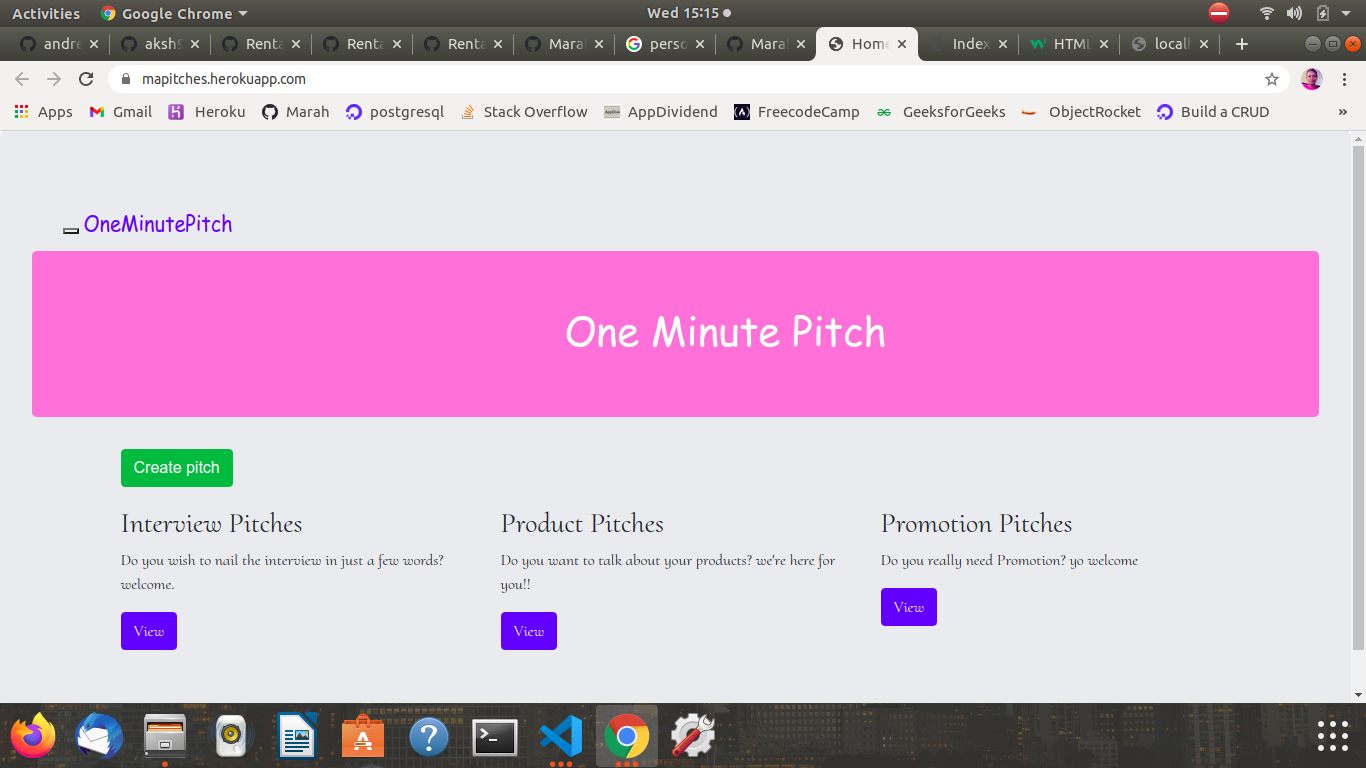 Activities Google Chrome Wed 15:15
andre aksh Renta Renta Renta Maral perso Maral Home Index HTML local
mapitches.herokuapp.com
Apps Gmail Heroku Marah postgresql Stack Overflow AppDividend FreecodeCamp GeeksforGeeks ObjectRocket Build a CRUD »
OneMinutePitch
One Minute Pitch
Create pitch
Interview Pitches Product Pitches Promotion Pitches
Do you wish to nail the interview in just a few words? Do you want to talk about your products? we're here for Do you really need Promotion? yo welcome
welcome. you!!
View
View View